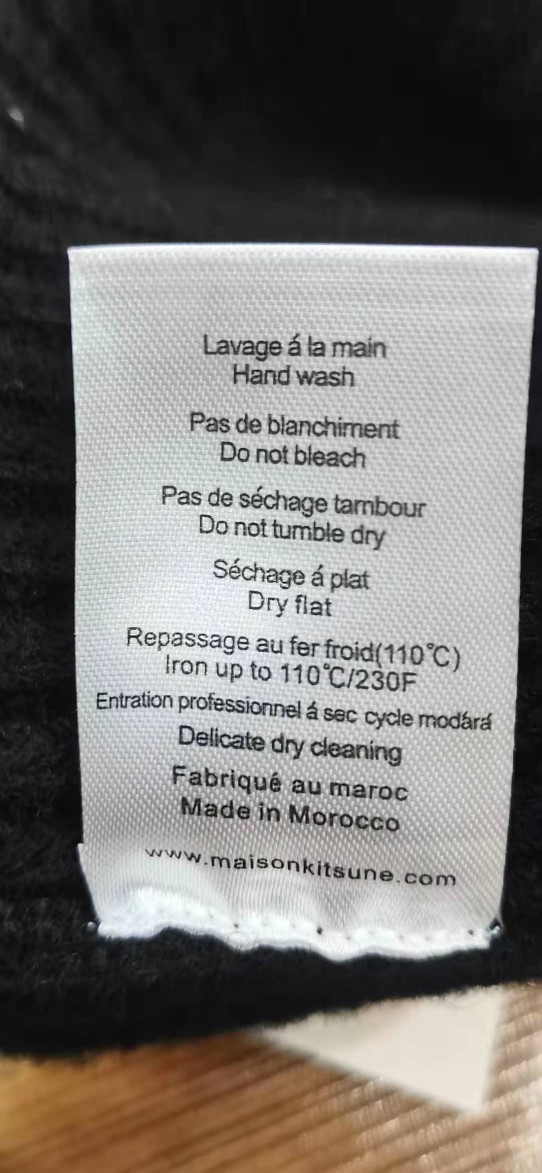 Lavage á la main
Hand wash
Pas de blanchiment
Do not bleach
Pas de séchage tambour
Do not tumble dry
Séchage á plat
Dry flat
Repassage au fer froid(110℃)
Iron up to 110℃/230F
Entration professionnel á sec cycle modárá
Delicate dry cleaning
Fabriqué au maroc
Made in Morocco
www.maisonkitsune.com